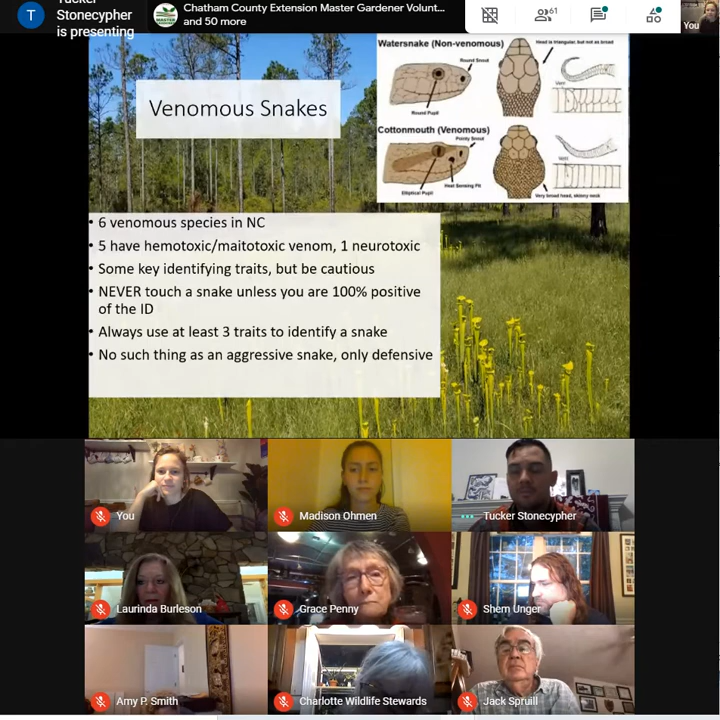 T
Tucker
Stonecypher
is presenting
Chatham County Extension Master Gardener Volunt...
and 50 more
61
You
Venomous Snakes
Watersnake (Non-venomous)
Head is triangular, but not as broad
Round Snout
Vent
Round Pupil
Cottonmouth (Venomous)
Pointy Snout
Vent
Elliptical Pupil
Heat Sensing Pit
Very broad head, skinny neck
• 6 venomous species in NC
• 5 have hemotoxic/maitotoxic venom, 1 neurotoxic
• Some key identifying traits, but be cautious
• NEVER touch a snake unless you are 100% positive
of the ID
• Always use at least 3 traits to identify a snake
• No such thing as an aggressive snake, only defensive
You
Madison Ohmen
Tucker Stonecypher
Laurinda Burleson
Grace Penny
Shem Unger
Amy P. Smith
Charlotte Wildlife Stewards
Jack Spruill